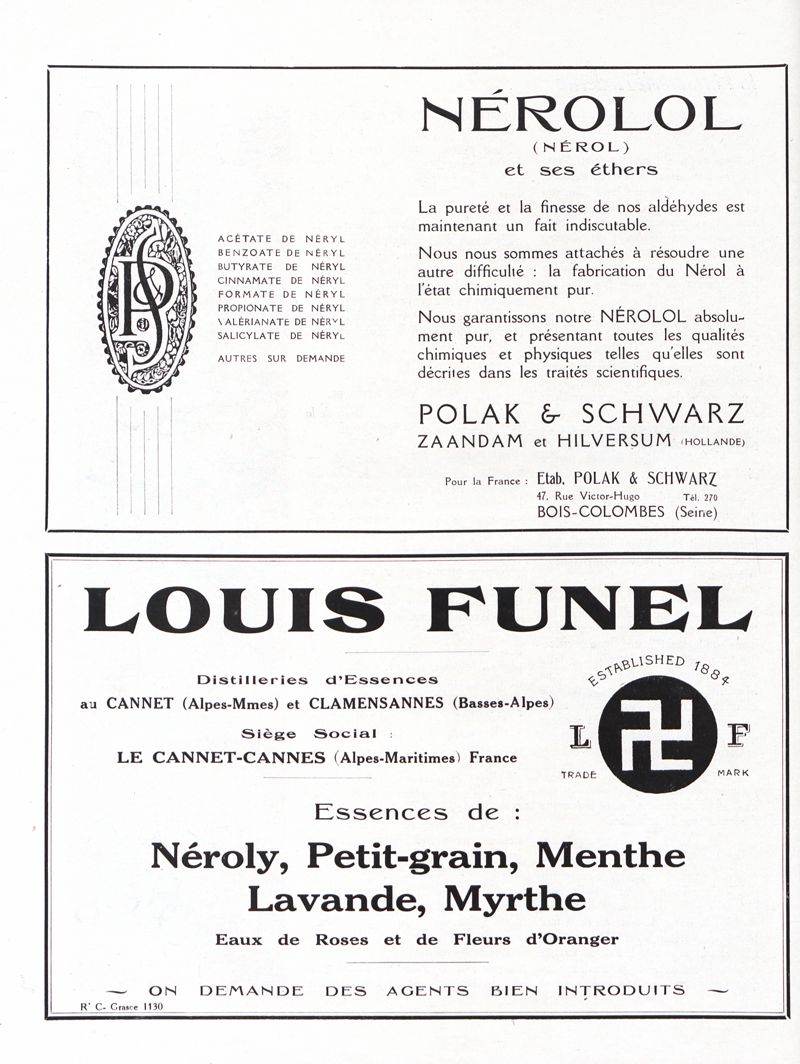 NÉROLOL
(NÉROL)
et ses éthers
PS
&
ACÉTATE DE NÉRYL
BENZOATE DE NÉRYL
BUTYRATE DE NÉRYL
CINNAMATE DE NÉRYL
FORMATE DE NÉRYL
PROPIONATE DE NÉRYL
VALÉRIANATE DE NÉRYL
SALICYLATE DE NÉRYL
AUTRES SUR DEMANDE
La pureté et la finesse de nos aldéhydes est
maintenant un fait indiscutable.
Nous nous sommes attachés à résoudre une
autre difficulté : la fabrication du Nérol à
l'état chimiquement pur.
Nous garantissons notre NÉROLOL absolu-
ment pur, et présentant toutes les qualités
chimiques et physiques telles qu'elles sont
décrites dans les traités scientifiques.
POLAK & SCHWARZ
ZAANDAM et HILVERSUM (HOLLANDE)
Pour la France : Etab. POLAK & SCHWARZ
47, Rue Victor-Hugo Tél. 270
BOIS-COLOMBES (Seine)
LOUIS FUNEL
Distilleries d'Essences
au CANNET (Alpes-Mmes) et CLAMENSANNES (Basses-Alpes)
Siège Social :
LE CANNET-CANNES (Alpes-Maritimes) France
ESTABLISHED 1884
L F
TRADE MARK
Essences de :
Néroly, Petit-grain, Menthe
Lavande, Myrthe
Eaux de Roses et de Fleurs d'Oranger
— ON DEMANDE DES AGENTS BIEN INTRODUITS —
R' C- Grasse 1130